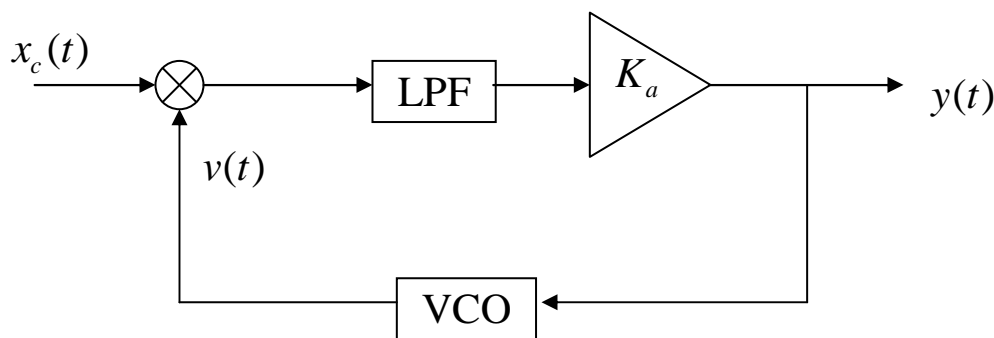 x_c(t)
LPF
K_a
y(t)
v(t)
VCO